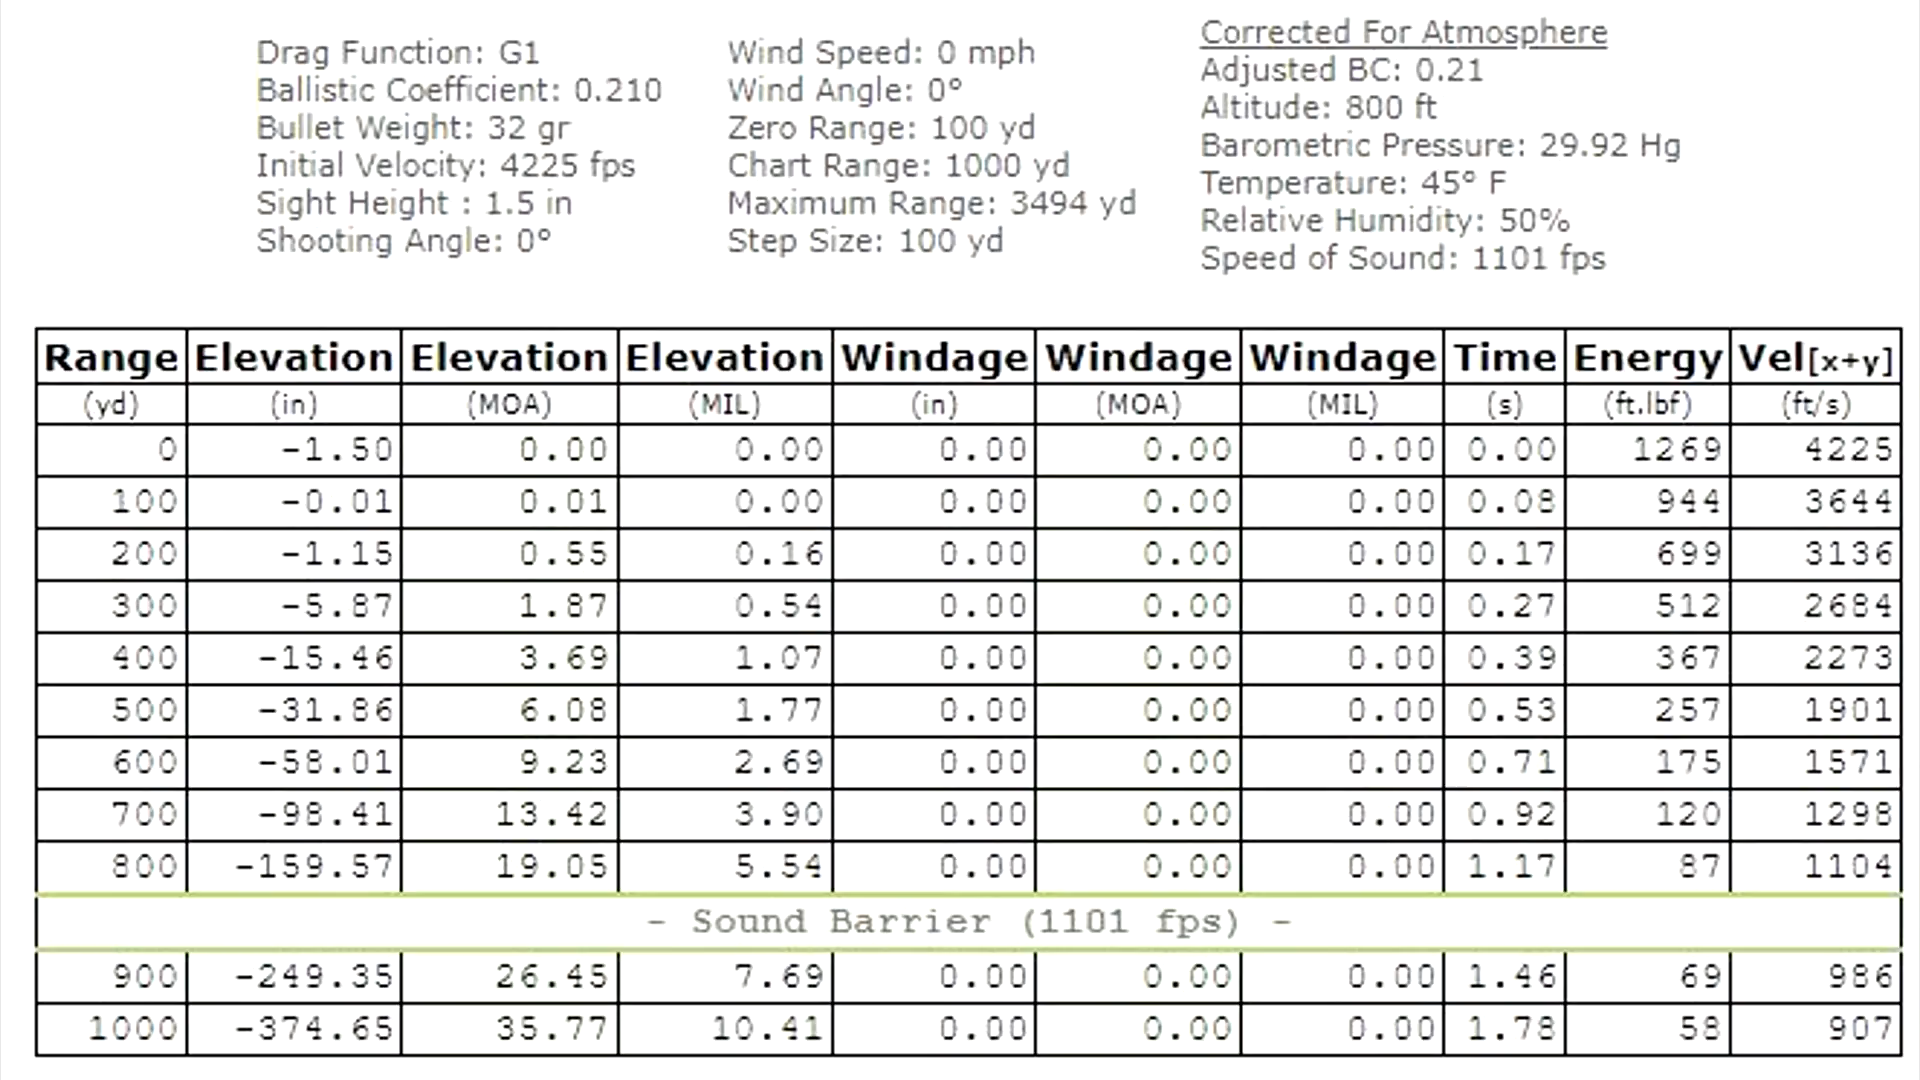 Drag Function: G1
Ballistic Coefficient: 0.210
Bullet Weight: 32 gr
Initial Velocity: 4225 fps
Sight Height : 1.5 in
Shooting Angle: 0°
Wind Speed: 0 mph
Wind Angle: 0°
Zero Range: 100 yd
Chart Range: 1000 yd
Maximum Range: 3494 yd
Step Size: 100 yd
Corrected For Atmosphere
Adjusted BC: 0.21
Altitude: 800 ft
Barometric Pressure: 29.92 Hg
Temperature: 45° F
Relative Humidity: 50%
Speed of Sound: 1101 fps
Range Elevation Elevation Elevation Windage Windage Windage Time Energy Vel[x+y]
(yd) (in) (MOA) (MIL) (in) (MOA) (MIL) (s) (ft.lbf) (ft/s)
0 -1.50 0.00 0.00 0.00 0.00 0.00 0.00 1269 4225
100 -0.01 0.01 0.00 0.00 0.00 0.00 0.08 944 3644
200 -1.15 0.55 0.16 0.00 0.00 0.00 0.17 699 3136
300 -5.87 1.87 0.54 0.00 0.00 0.00 0.27 512 2684
400 -15.46 3.69 1.07 0.00 0.00 0.00 0.39 367 2273
500 -31.86 6.08 1.77 0.00 0.00 0.00 0.53 257 1901
600 -58.01 9.23 2.69 0.00 0.00 0.00 0.71 175 1571
700 -98.41 13.42 3.90 0.00 0.00 0.00 0.92 120 1298
800 -159.57 19.05 5.54 0.00 0.00 0.00 1.17 87 1104
- Sound Barrier (1101 fps) -
900 -249.35 26.45 7.69 0.00 0.00 0.00 1.46 69 986
1000 -374.65 35.77 10.41 0.00 0.00 0.00 1.78 58 907